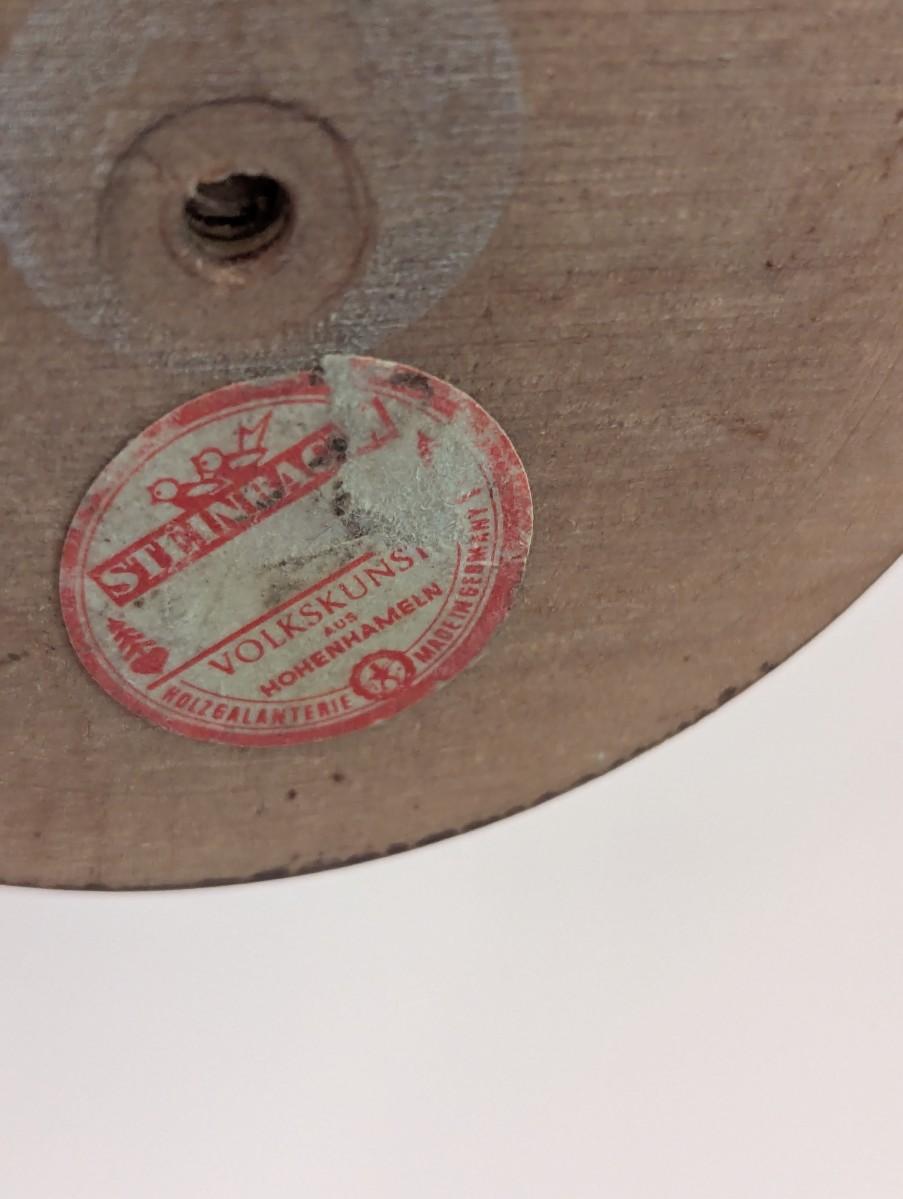 STEINBACH
VOLKSKUNST
AUS
HOHENHAMELN
HOLZGALANTERIE
MADE IN GERMANY